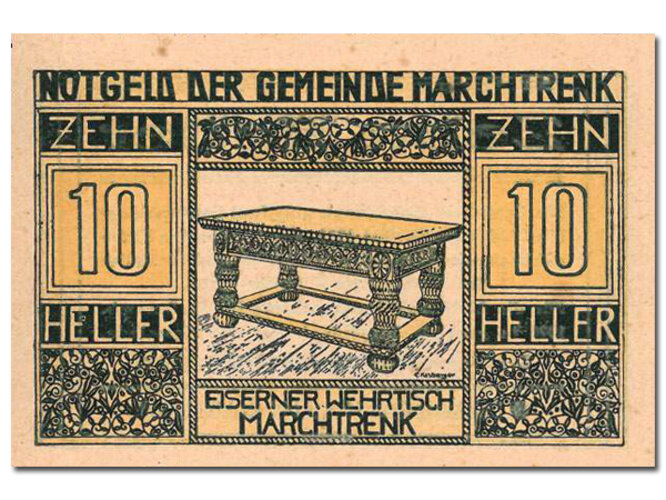 NOTGELD DER GEMEINDE MARCHTRENK
ZEHN
ZEHN
10
10
HELLER
HELLER
EISERNER WEHRTISCH
MARCHTRENK